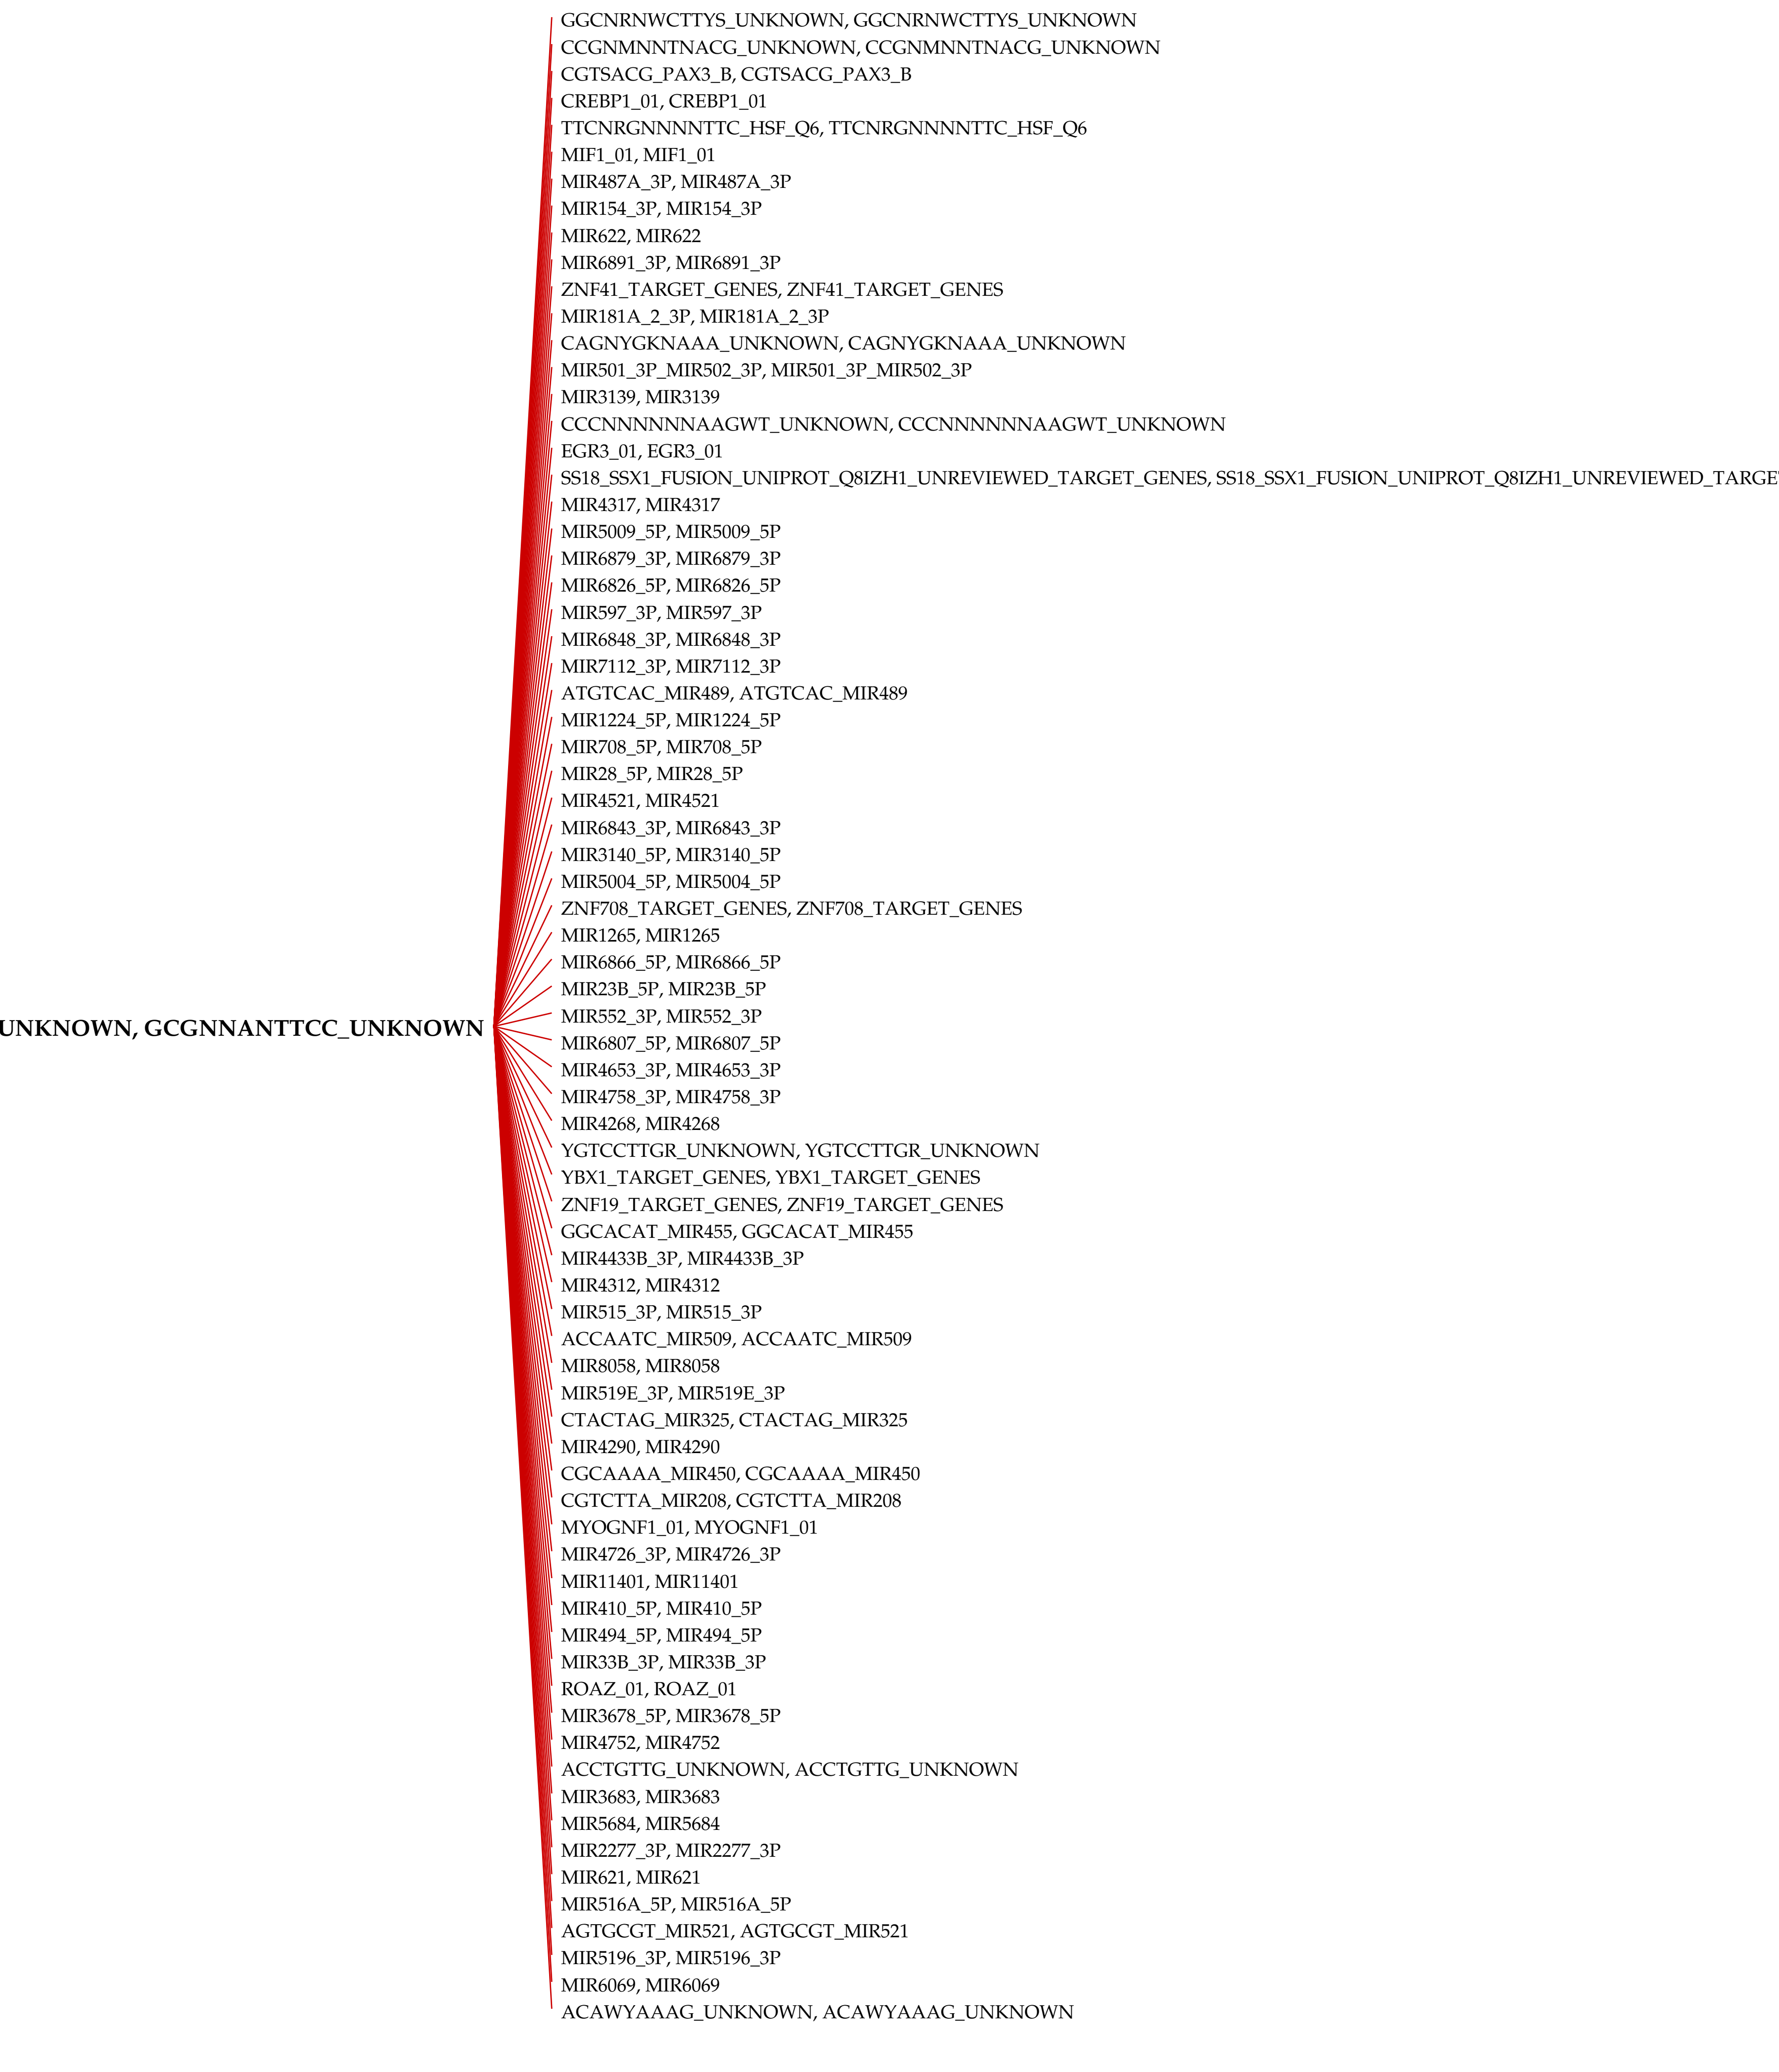 GGCNRNWCTTYS_UNKNOWN, GGCNRNWCTTYS_UNKNOWN
CCGNMNNTNACG_UNKNOWN, CCGNMNNTNACG_UNKNOWN
CGTSACG_PAX3_B, CGTSACG_PAX3_B
CREBP1_01, CREBP1_01
TTCNRGNNNNTTC_HSF_Q6, TTCNRGNNNNTTC_HSF_Q6
MIF1_01, MIF1_01
MIR487A_3P, MIR487A_3P
MIR154_3P, MIR154_3P
MIR622, MIR622
MIR6891_3P, MIR6891_3P
ZNF41_TARGET_GENES, ZNF41_TARGET_GENES
MIR181A_2_3P, MIR181A_2_3P
CAGNYGKNAAA_UNKNOWN, CAGNYGKNAAA_UNKNOWN
MIR501_3P_MIR502_3P, MIR501_3P_MIR502_3P
MIR3139, MIR3139
CCCNNNNNNAAGWT_UNKNOWN, CCCNNNNNNAAGWT_UNKNOWN
EGR3_01, EGR3_01
SS18_SSX1_FUSION_UNIPROT_Q8IZH1_UNREVIEWED_TARGET_GENES, SS18_SSX1_FUSION_UNIPROT_Q8IZH1_UNREVIEWED_TARGE
MIR4317, MIR4317
MIR5009_5P, MIR5009_5P
MIR6879_3P, MIR6879_3P
MIR6826_5P, MIR6826_5P
MIR597_3P, MIR597_3P
MIR6848_3P, MIR6848_3P
MIR7112_3P, MIR7112_3P
ATGTCAC_MIR489, ATGTCAC_MIR489
MIR1224_5P, MIR1224_5P
MIR708_5P, MIR708_5P
MIR28_5P, MIR28_5P
MIR4521, MIR4521
MIR6843_3P, MIR6843_3P
MIR3140_5P, MIR3140_5P
MIR5004_5P, MIR5004_5P
ZNF708_TARGET_GENES, ZNF708_TARGET_GENES
MIR1265, MIR1265
MIR6866_5P, MIR6866_5P
MIR23B_5P, MIR23B_5P
MIR552_3P, MIR552_3P
UNKNOWN, GCGNNANTTCC_UNKNOWN
MIR6807_5P, MIR6807_5P
MIR4653_3P, MIR4653_3P
MIR4758_3P, MIR4758_3P
MIR4268, MIR4268
YGTCCTTGR_UNKNOWN, YGTCCTTGR_UNKNOWN
YBX1_TARGET_GENES, YBX1_TARGET_GENES
ZNF19_TARGET_GENES, ZNF19_TARGET_GENES
GGCACAT_MIR455, GGCACAT_MIR455
MIR4433B_3P, MIR4433B_3P
MIR4312, MIR4312
MIR515_3P, MIR515_3P
ACCAATC_MIR509, ACCAATC_MIR509
MIR8058, MIR8058
MIR519E_3P, MIR519E_3P
CTACTAG_MIR325, CTACTAG_MIR325
MIR4290, MIR4290
CGCAAAA_MIR450, CGCAAAA_MIR450
CGTCTTA_MIR208, CGTCTTA_MIR208
MYOGNF1_01, MYOGNF1_01
MIR4726_3P, MIR4726_3P
MIR11401, MIR11401
MIR410_5P, MIR410_5P
MIR494_5P, MIR494_5P
MIR33B_3P, MIR33B_3P
ROAZ_01, ROAZ_01
MIR3678_5P, MIR3678_5P
MIR4752, MIR4752
ACCTGTTG_UNKNOWN, ACCTGTTG_UNKNOWN
MIR3683, MIR3683
MIR5684, MIR5684
MIR2277_3P, MIR2277_3P
MIR621, MIR621
MIR516A_5P, MIR516A_5P
AGTGCGT_MIR521, AGTGCGT_MIR521
MIR5196_3P, MIR5196_3P
MIR6069, MIR6069
ACAWYAAAG_UNKNOWN, ACAWYAAAG_UNKNOWN